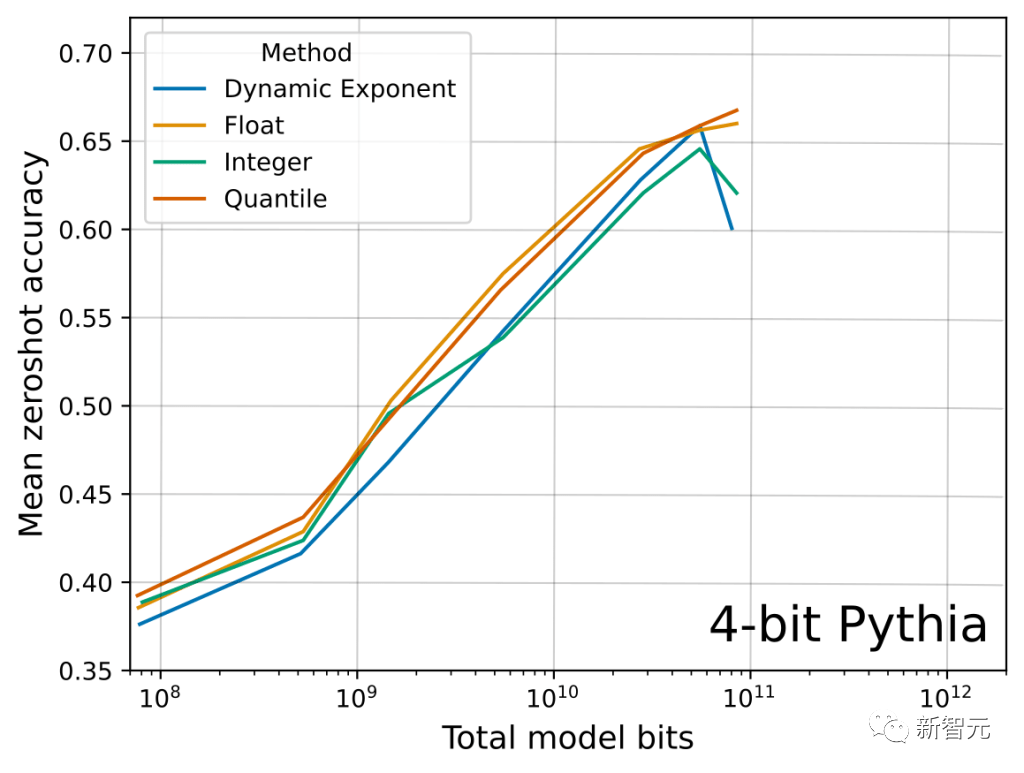 Method
Dynamic Exponent
Float
Integer
Quantile
Mean zeroshot accuracy
0.70
0.65
0.60
0.55
0.50
0.45
0.40
0.35
4-bit Pythia
10⁸
10⁹
10¹⁰
10¹¹
10¹²
Total model bits
新智元